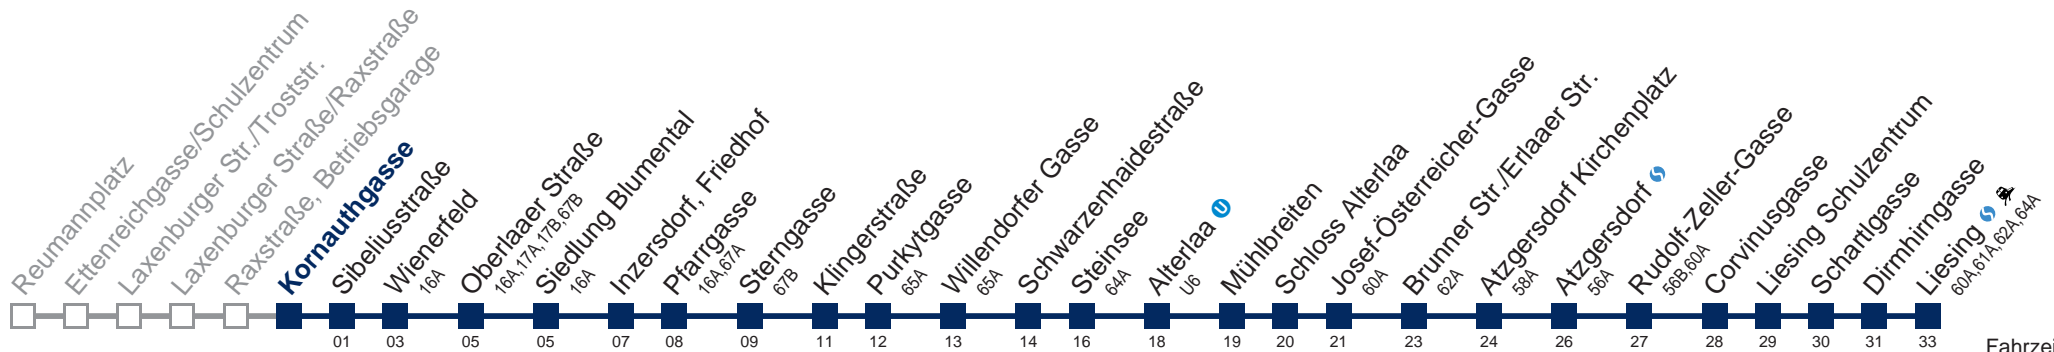 Reumannplatz
Ettenreichgasse/Schulzentrum
Laxenburger Str./Troststr.
Laxenburger Straße/Raxstraße
Raxstraße, Betriebsgarage
Kornauthgasse
Sibeliusstraße
Wienerfeld
16A
Oberlaaer Straße
16A,17A,17B,67B
Siedlung Blumental
16A
Inzersdorf, Friedhof
Pfarrgasse
16A,67A
Sterngasse
67B
Klingerstraße
Purkytgasse
65A
Willendorfer Gasse
65A
Schwarzenhaidestraße
Steinsee
64A
Alterlaa U
U6
Mühlbreiten
Schloss Alterlaa
Josef-Österreicher-Gasse
60A
Brunner Str./Erlaaer Str.
62A
Atzgersdorf Kirchenplatz
58A
Atzgersdorf S
56A
Rudolf-Zeller-Gasse
56B,60A
Corvinusgasse
Liesing Schulzentrum
Schartlgasse
Dirmhirngasse
Liesing S
60A,61A,62A,64A
01 03 05 05 07 08 09 11 12 13 14 16 18 19 20 21 23 24 26 27 28 29 30 31 33